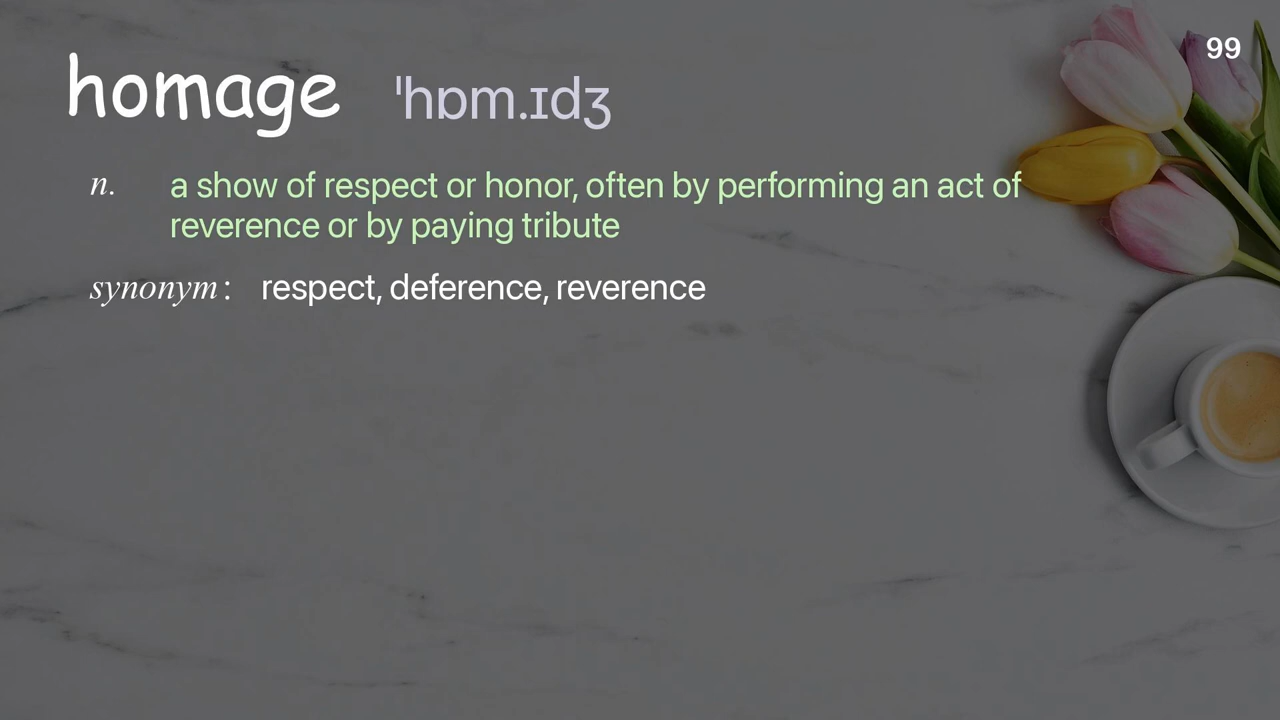 99
homage ˈhɒm.ɪdʒ
n. a show of respect or honor, often by performing an act of
reverence or by paying tribute
synonym: respect, deference, reverence